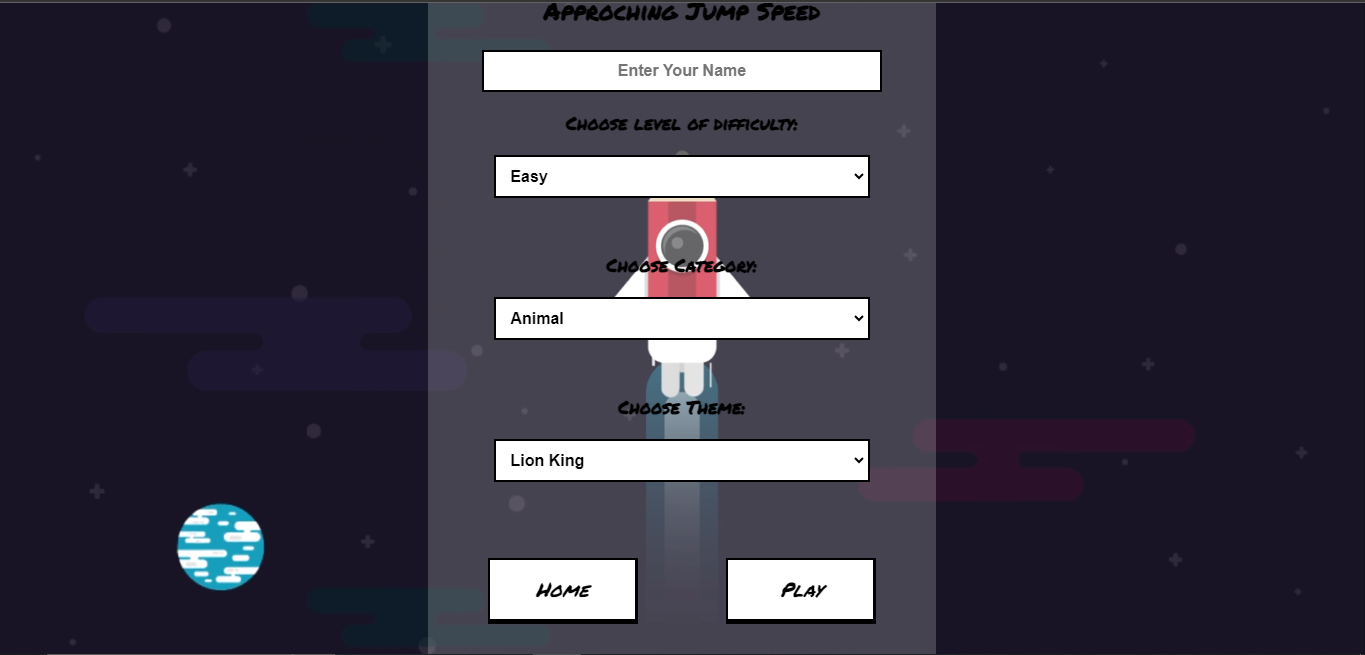 Approching Jump Speed
Enter Your Name
Choose level of difficulty:
Easy
Choose Category:
Animal
Choose Theme:
Lion King
Home
Play